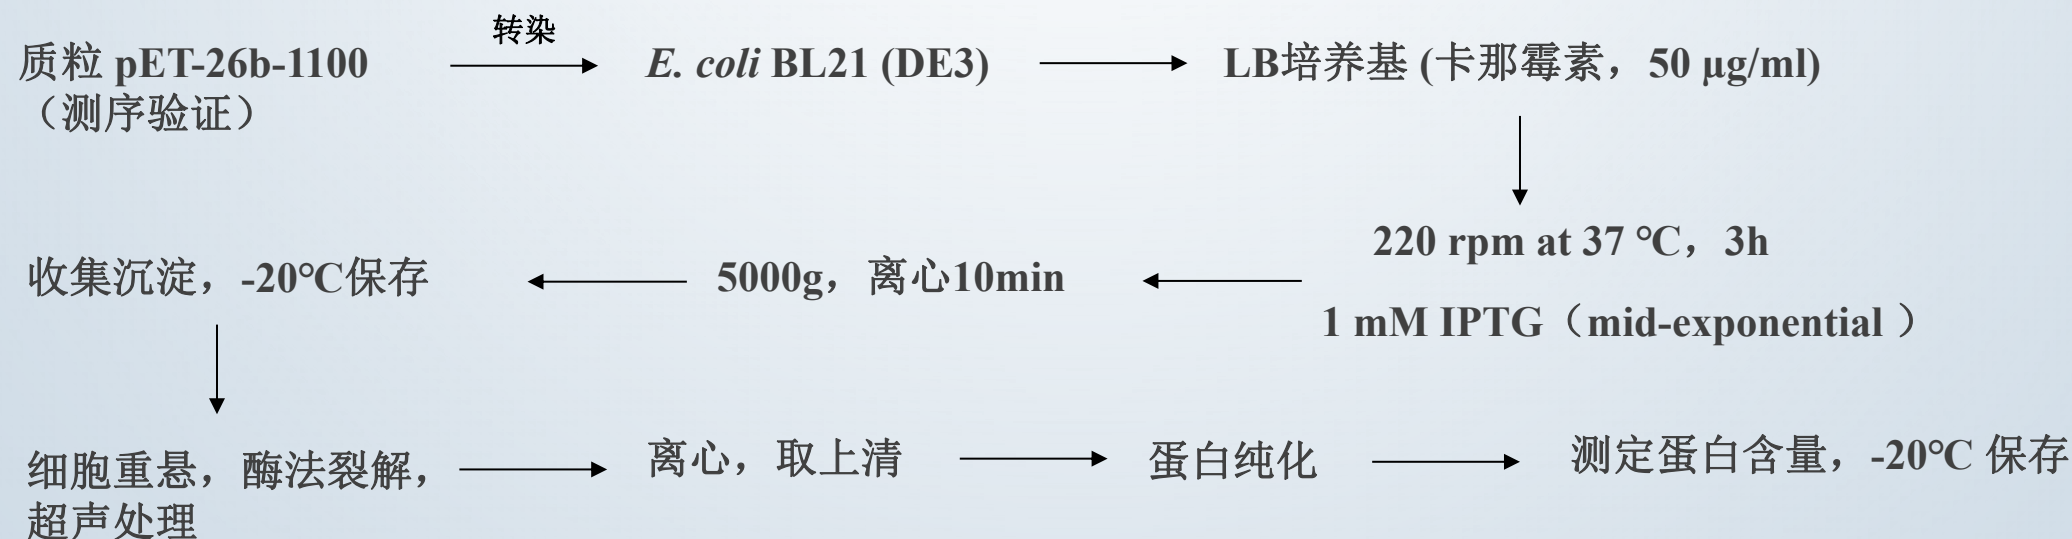 转染
质粒 pET-26b-1100
（测序验证）
E. coli BL21 (DE3)
LB培养基 (卡那霉素，50 μg/ml)
220 rpm at 37 ℃，3h
1 mM IPTG（mid-exponential ）
5000g，离心10min
收集沉淀，-20℃保存
细胞重悬，酶法裂解，
超声处理
离心，取上清
蛋白纯化
测定蛋白含量，-20℃ 保存